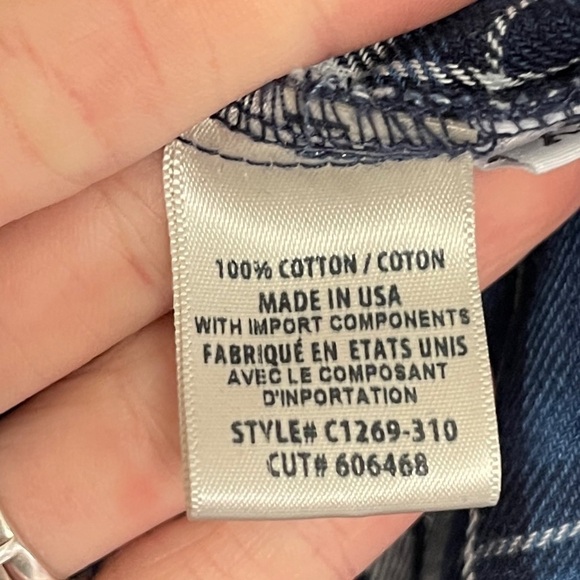 100% COTTON / COTON
MADE IN USA
WITH IMPORT COMPONENTS
FABRIQUÉ EN ETATS UNIS
AVEC LE COMPOSANT
D'INPORTATION
STYLE# C1269-310
CUT# 606468